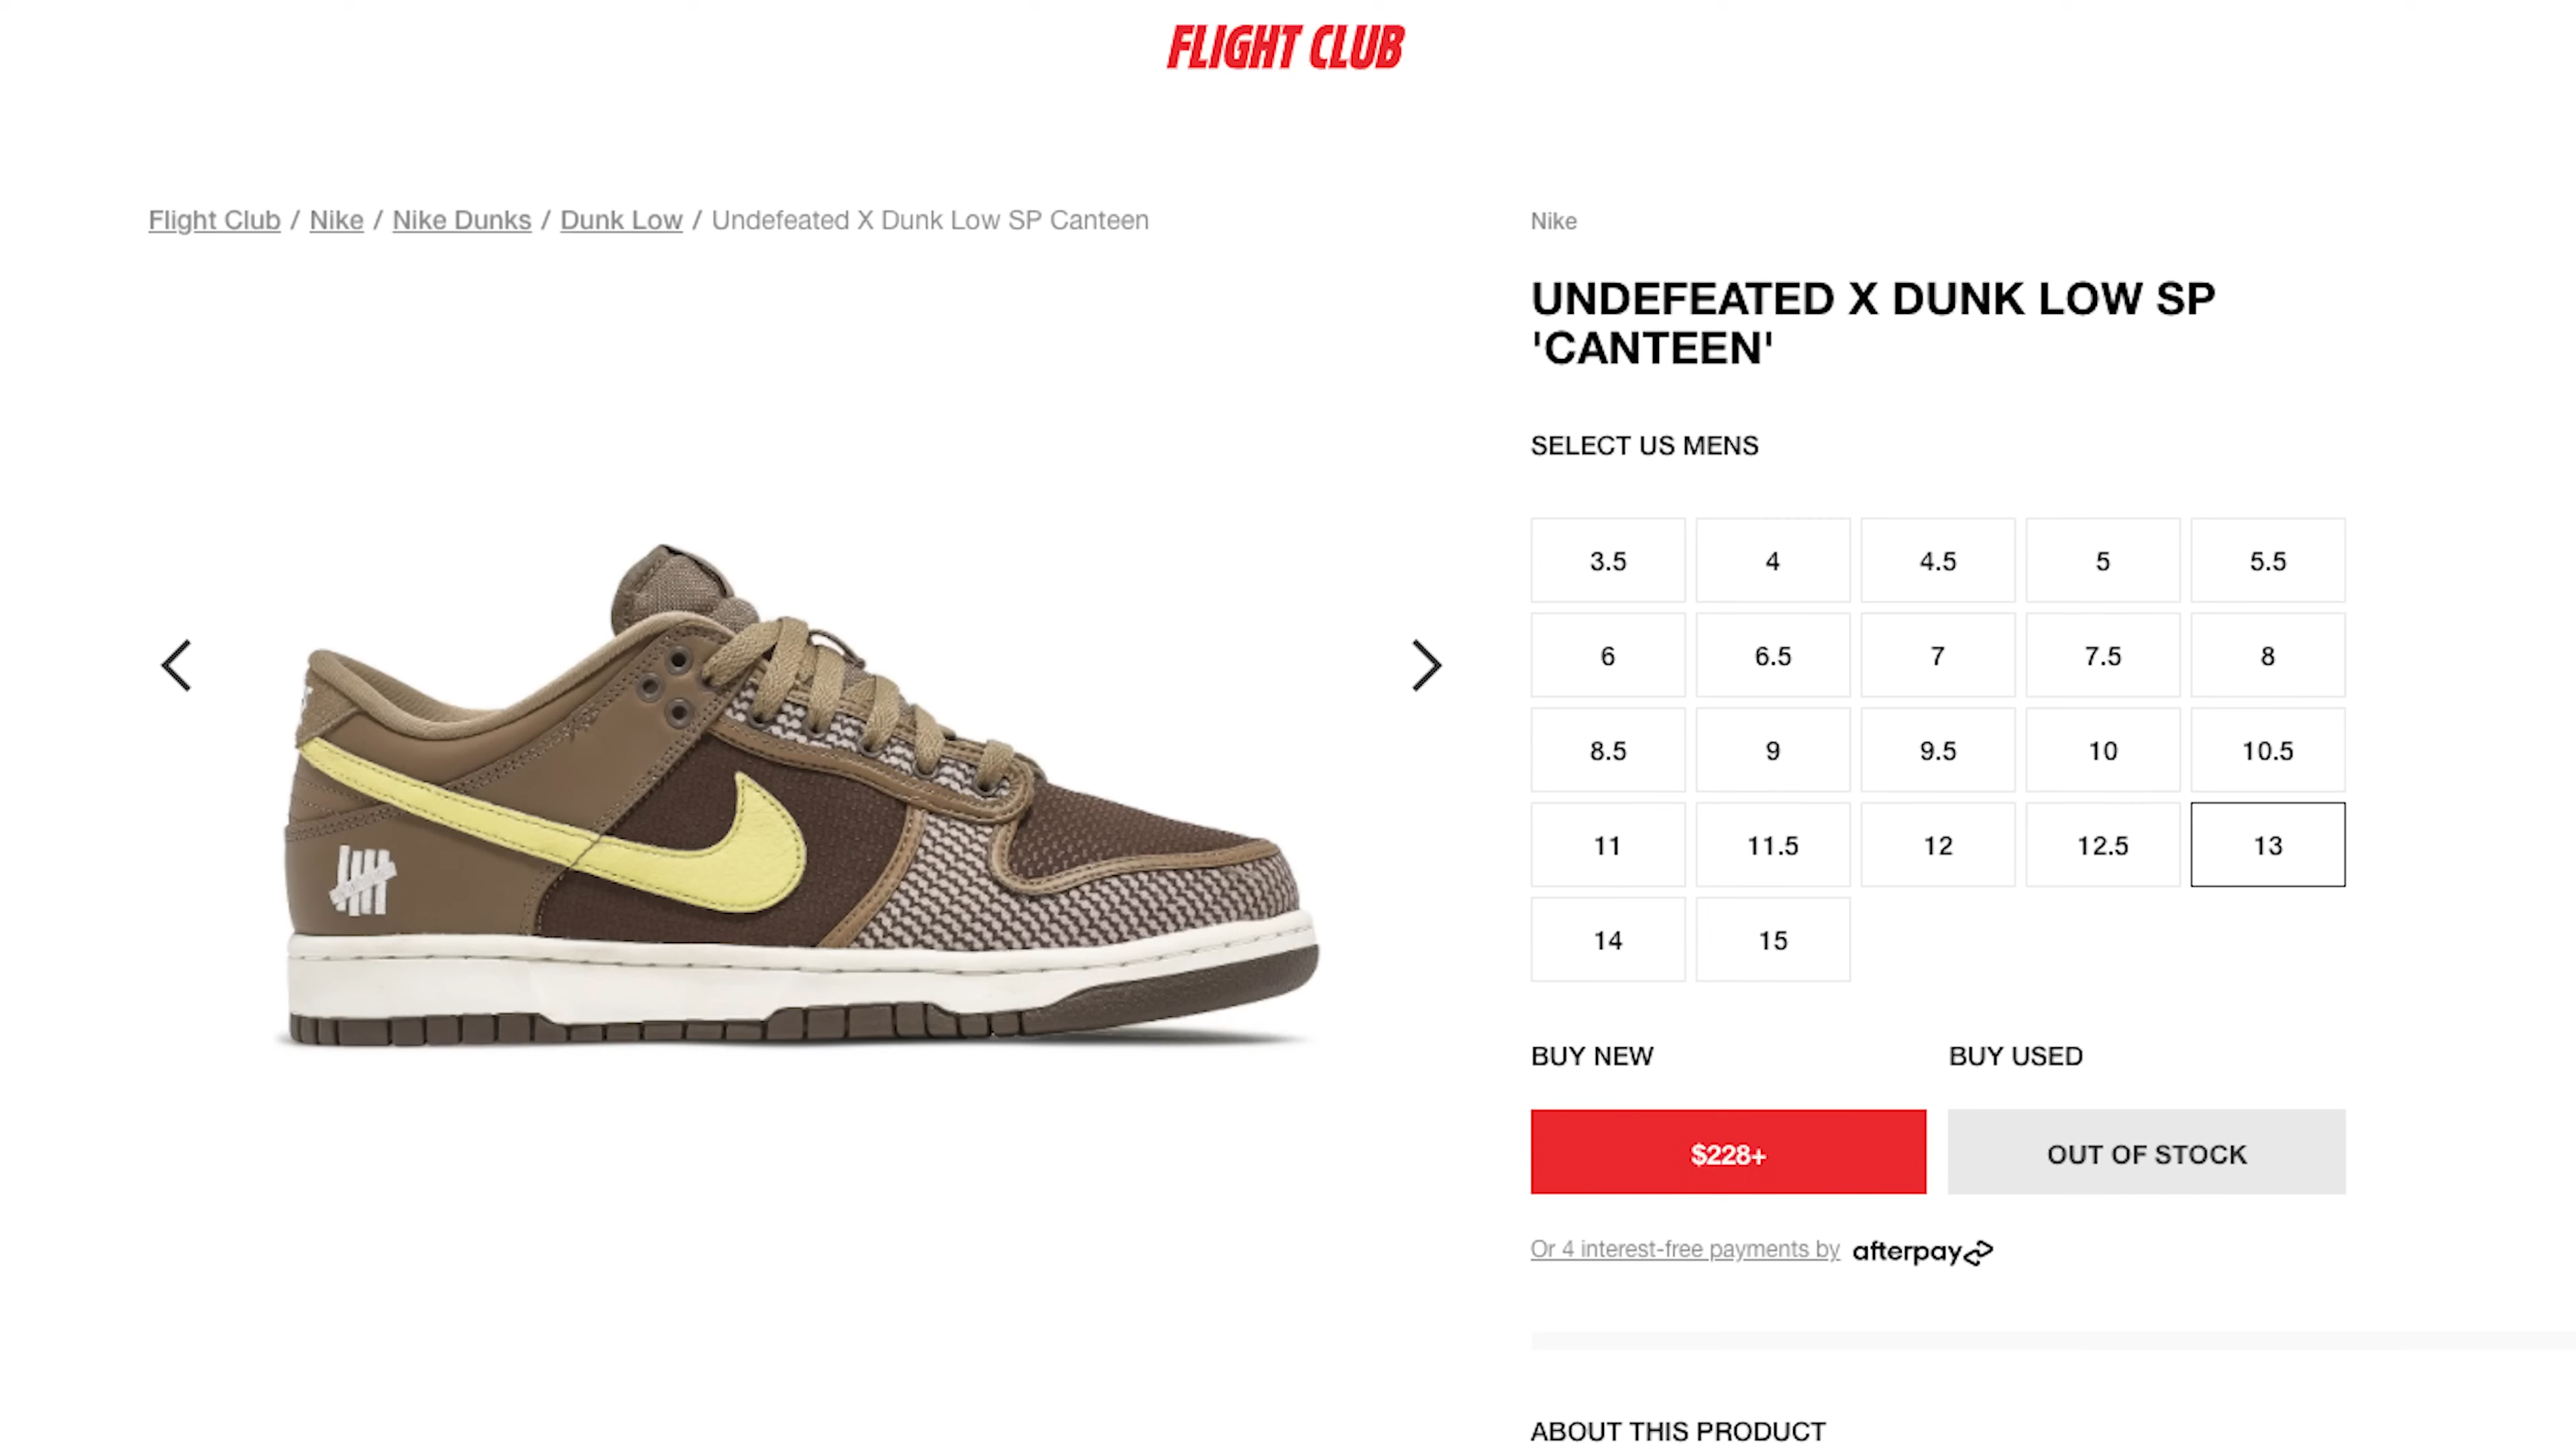 FLIGHT CLUB
Flight Club / Nike / Nike Dunks / Dunk Low / Undefeated X Dunk Low SP Canteen
Nike
UNDEFEATED X DUNK LOW SP
'CANTEEN'
SELECT US MENS
3.5 4 4.5 5 5.5
6 6.5 7 7.5 8
8.5 9 9.5 10 10.5
11 11.5 12 12.5 13
14 15
BUY NEW BUY USED
$228+ OUT OF STOCK
Or 4 interest-free payments by afterpay
ABOUT THIS PRODUCT